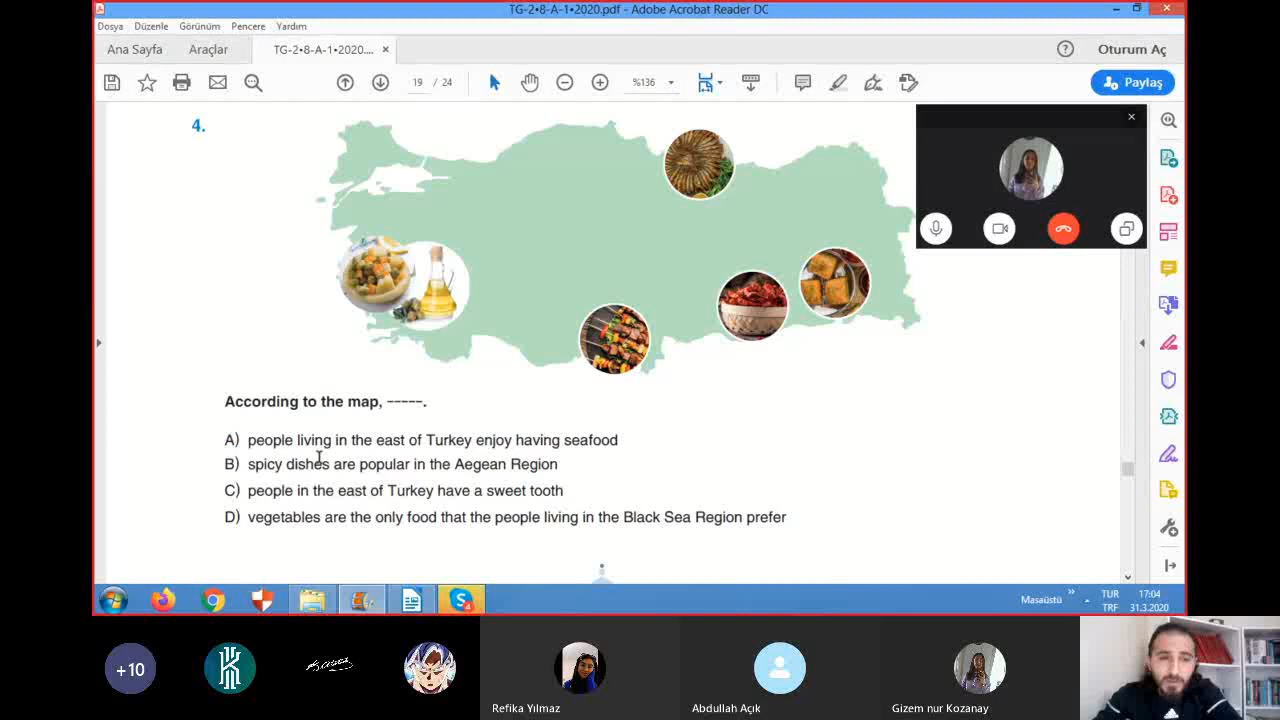 TG-2•8-A-1•2020.pdf - Adobe Acrobat Reader DC
Dosya Düzenle Görünüm Pencere Yardım
Ana Sayfa Araçlar TG-2•8-A-1•2020.... × Oturum Aç
19 / 24 %136 Paylaş
4.
According to the map, -----.
A) people living in the east of Turkey enjoy having seafood
B) spicy dishes are popular in the Aegean Region
C) people in the east of Turkey have a sweet tooth
D) vegetables are the only food that the people living in the Black Sea Region prefer
Masaüstü » TUR 17:04
TRF 31.3.2020
4
+10
Refika Yılmaz Abdullah Açık Gizem nur Kozanay